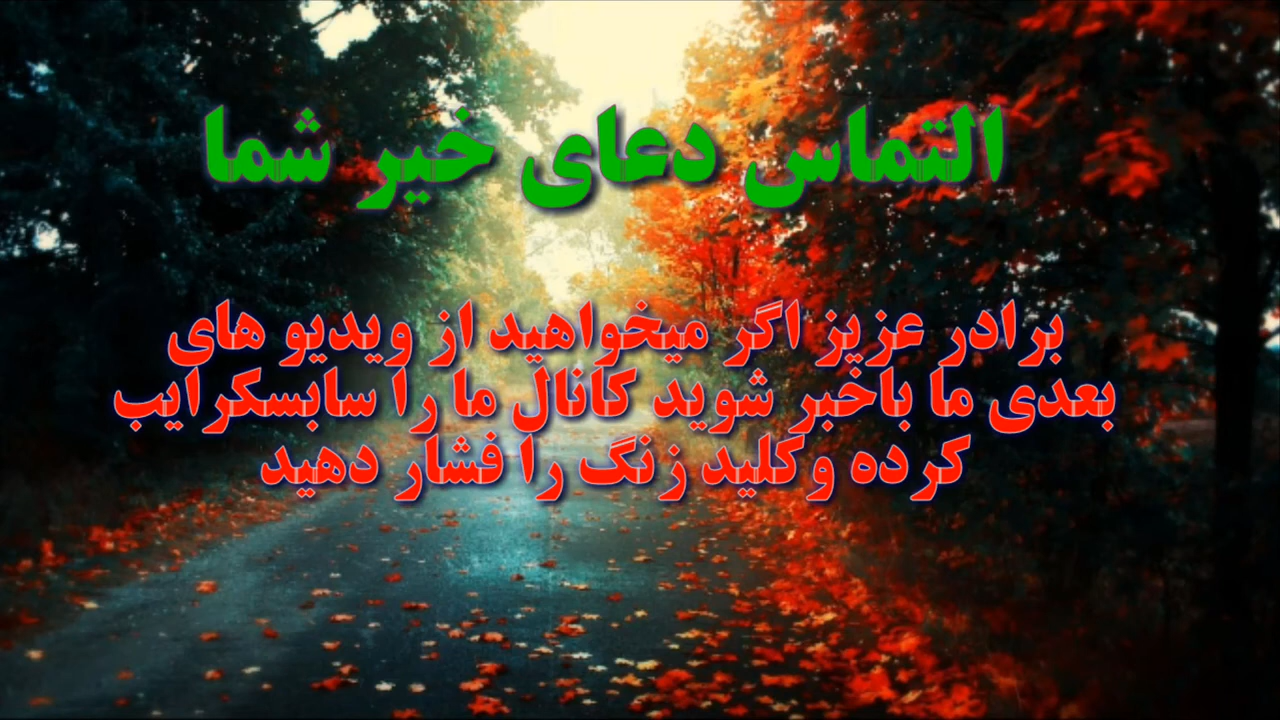 التماس دعای خیر شما
برادر عزیز اگر میخواهید از ویدیو های
بعدی ما باخبر شوید کانال ما را سابسکرایب
کرده وکلید زنگ را فشار دهید